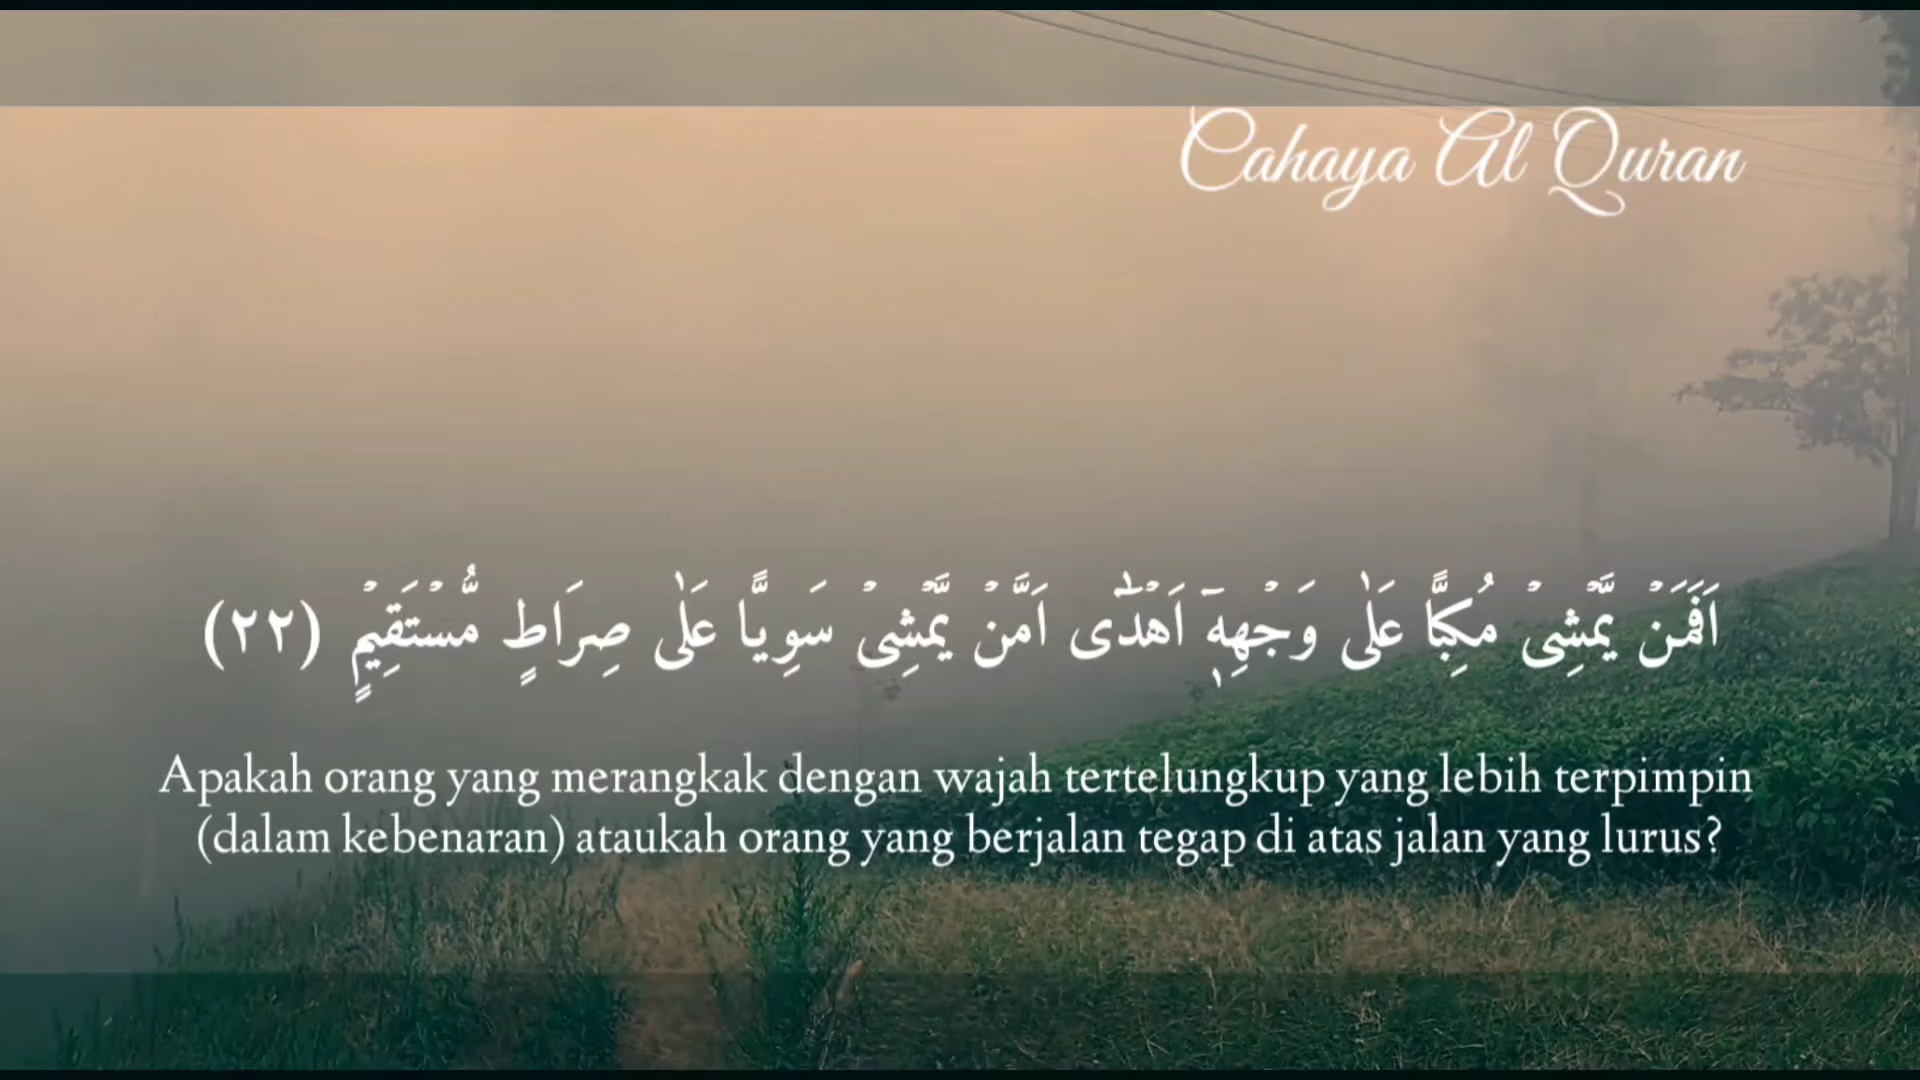 Cahaya Al Quran
اَفَمَنْ يَّمْشِيْ مُكِبًّا عَلٰى وَجْهِهٖٓ اَهْدٰٓى اَمَّنْ يَّمْشِيْ سَوِيًّا عَلٰى صِرَاطٍ مُّسْتَقِيْمٍ (٢٢)
Apakah orang yang merangkak dengan wajah tertelungkup yang lebih terpimpin
(dalam kebenaran) ataukah orang yang berjalan tegap di atas jalan yang lurus?